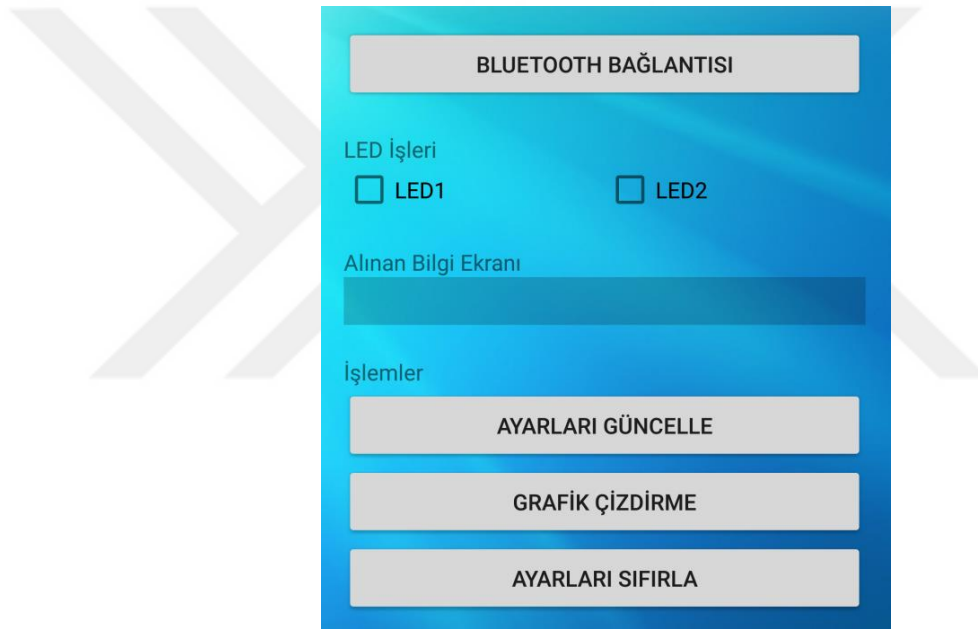 BLUETOOTH BAĞLANTISI
LED İşleri
LED1 LED2
Alınan Bilgi Ekranı
İşlemler
AYARLARI GÜNCELLE
GRAFİK ÇİZDİRME
AYARLARI SIFIRLA